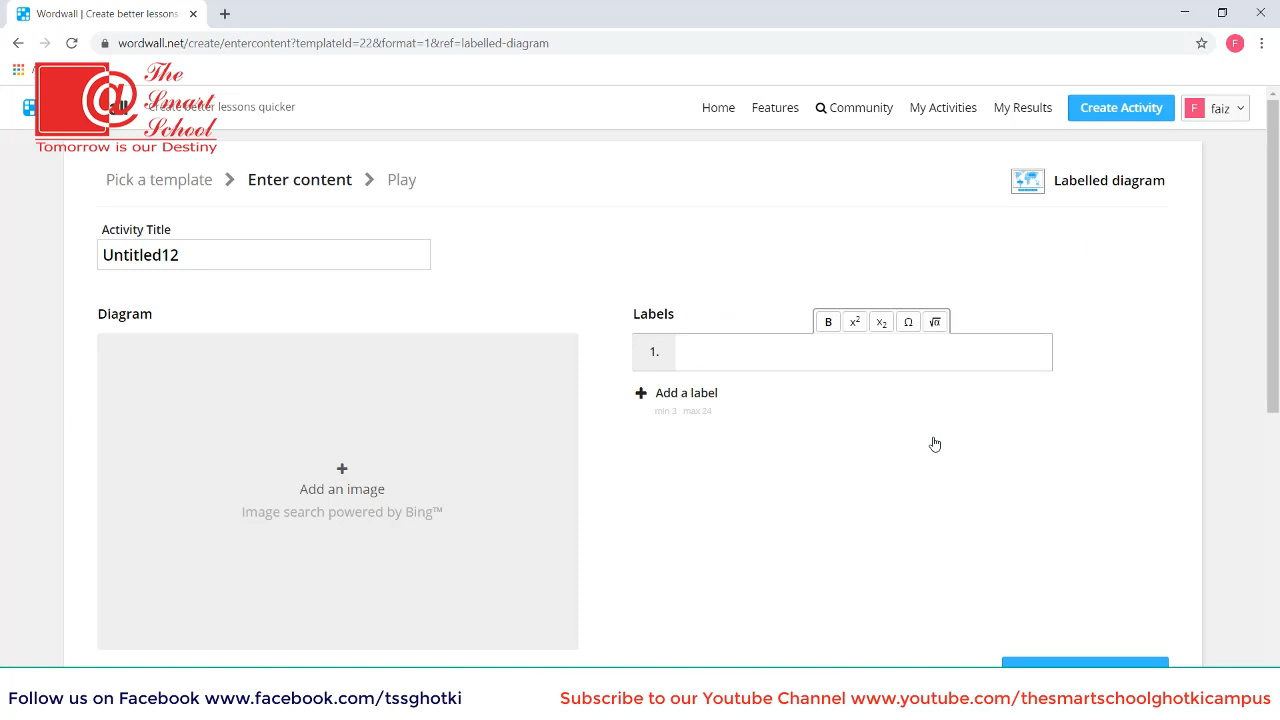 Wordwall | Create better lessons
wordwall.net/create/entercontent?templateId=22&format=1&ref=labelled-diagram
F
The
Smart
School
@
Tomorrow is our Destiny
Create better lessons quicker
Home
Features
Community
My Activities
My Results
Create Activity
F
faiz
Pick a template
Enter content
Play
Labelled diagram
Activity Title
Untitled12
Diagram
Labels
B
x²
x₂
Ω
√α
1.
Add a label
min 3 max 24
+
Add an image
Image search powered by Bing™
Follow us on Facebook www.facebook.com/tssghotki
Subscribe to our Youtube Channel www.youtube.com/thesmartschoolghotkicampus